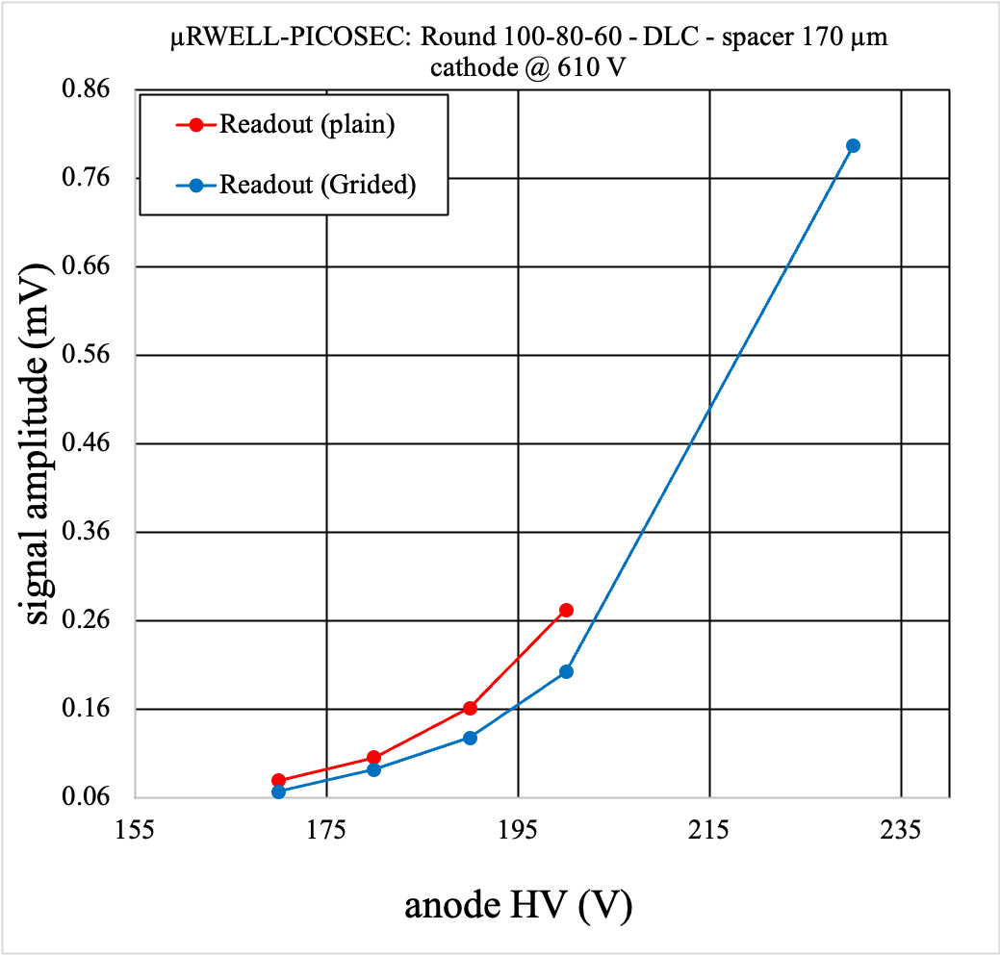 µRWELL-PICOSEC: Round 100-80-60 - DLC - spacer 170 µm
cathode @ 610 V
0.86
Readout (plain)
0.76
Readout (Grided)
0.66
0.56
0.46
0.36
0.26
0.16
0.06
signal amplitude (mV)
155 175 195 215 235
anode HV (V)